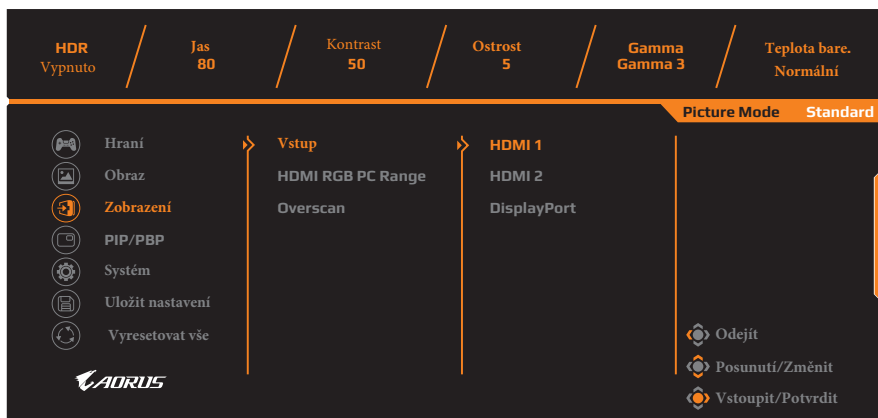 HDR
Vypnuto
Jas
80
Kontrast
50
Ostrost
5
Gamma
Gamma 3
Teplota bare.
Normální
Picture Mode Standard
Hraní
Vstup
HDMI 1
Obraz
HDMI RGB PC Range
HDMI 2
Zobrazení
Overscan
DisplayPort
PIP/PBP
Systém
Uložit nastavení
Vyresetovat vše
Odejít
Posunutí/Změnit
Vstoupit/Potvrdit
AORUS